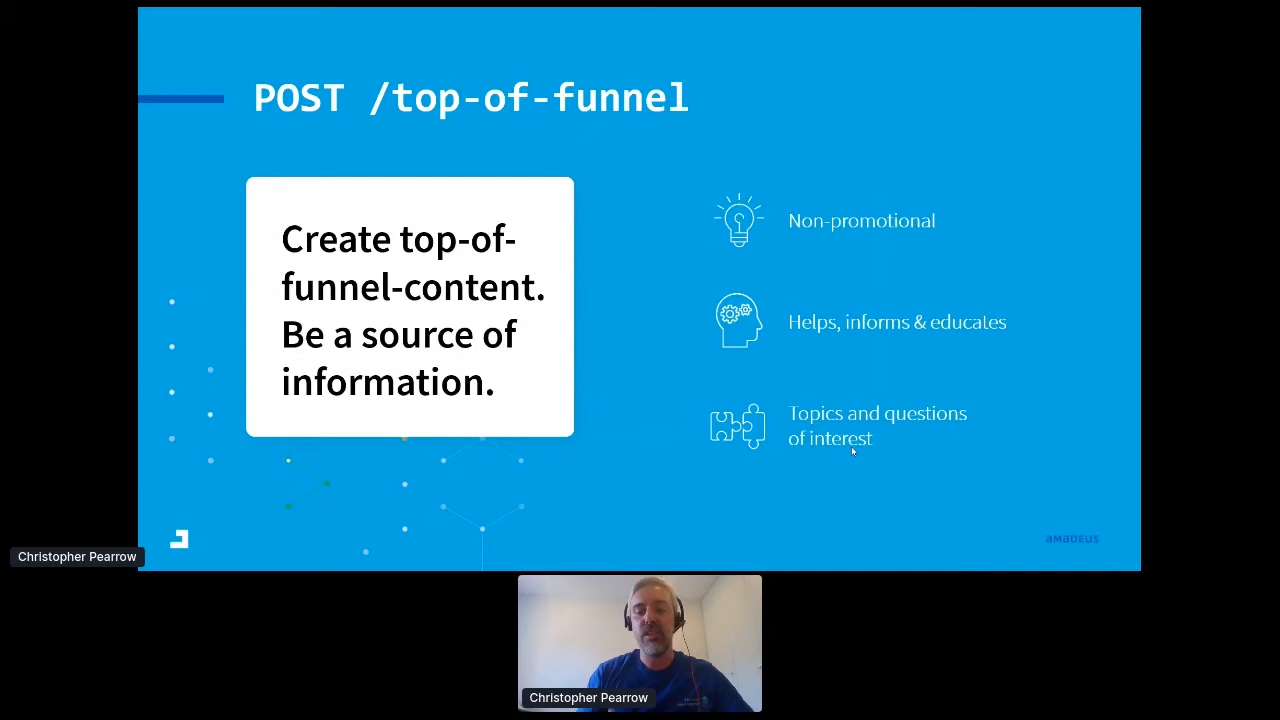 POST /top-of-funnel
Create top-of-
funnel-content.
Be a source of
information.
Non-promotional
Helps, informs & educates
Topics and questions
of interest
amadeus
Christopher Pearrow
Christopher Pearrow